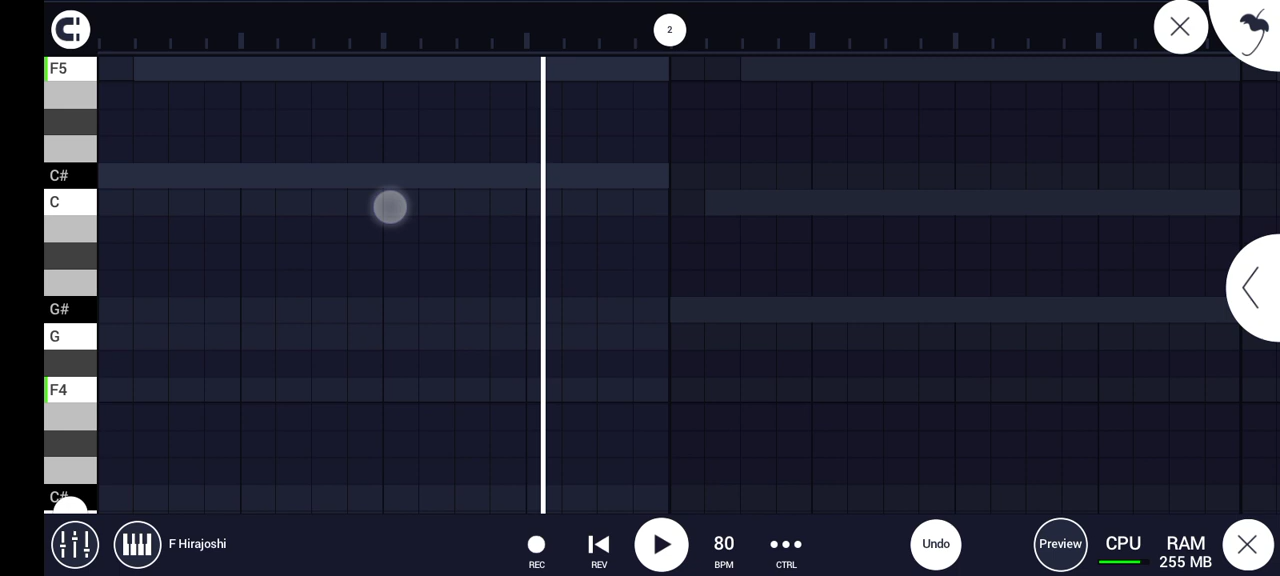 2
F5
C#
C
G#
G
F4
C#
F Hirajoshi
REC
REV
80
BPM
CTRL
Undo
Preview
CPU
RAM
255 MB